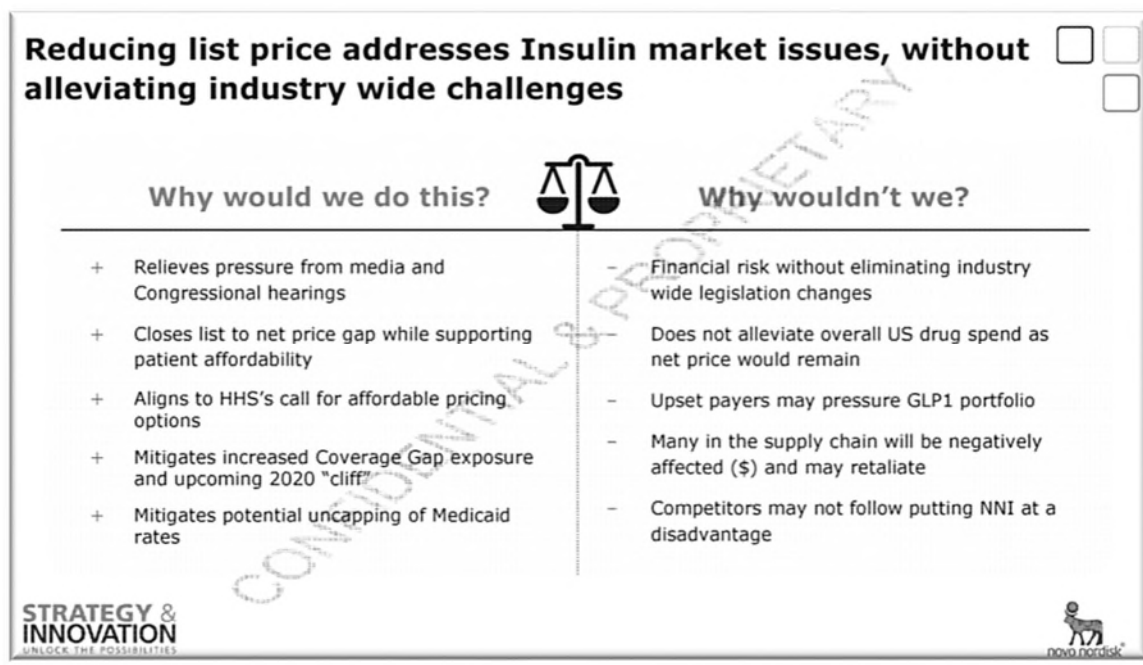 Reducing list price addresses Insulin market issues, without
alleviating industry wide challenges
Why would we do this?
+ Relieves pressure from media and
Congressional hearings
+ Closes list to net price gap while supporting
patient affordability
+ Aligns to HHS's call for affordable pricing
options
+ Mitigates increased Coverage Gap exposure
and upcoming 2020 "cliff"
+ Mitigates potential uncapping of Medicaid
rates
Why wouldn't we?
– Financial risk without eliminating industry
wide legislation changes
– Does not alleviate overall US drug spend as
net price would remain
– Upset payers may pressure GLP1 portfolio
– Many in the supply chain will be negatively
affected ($) and may retaliate
– Competitors may not follow putting NNI at a
disadvantage
CONFIDENTIAL & PROPRIETARY
STRATEGY &
INNOVATION
UNLOCK THE POSSIBILITIES
novo nordisk®